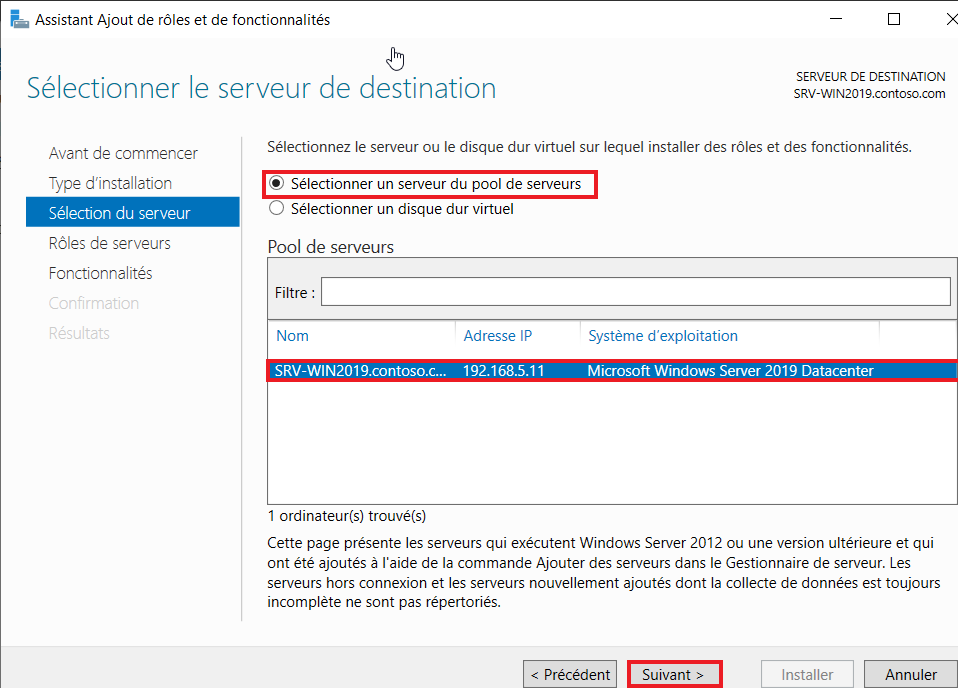 Assistant Ajout de rôles et de fonctionnalités
Sélectionner le serveur de destination
SERVEUR DE DESTINATION
SRV-WIN2019.contoso.com
Avant de commencer
Type d'installation
Sélection du serveur
Rôles de serveurs
Fonctionnalités
Confirmation
Résultats
Sélectionnez le serveur ou le disque dur virtuel sur lequel installer des rôles et des fonctionnalités.
Sélectionner un serveur du pool de serveurs
Sélectionner un disque dur virtuel
Pool de serveurs
Filtre :
Nom Adresse IP Système d'exploitation
SRV-WIN2019.contoso.c... 192.168.5.11 Microsoft Windows Server 2019 Datacenter
1 ordinateur(s) trouvé(s)
Cette page présente les serveurs qui exécutent Windows Server 2012 ou une version ultérieure et qui
ont été ajoutés à l'aide de la commande Ajouter des serveurs dans le Gestionnaire de serveur. Les
serveurs hors connexion et les serveurs nouvellement ajoutés dont la collecte de données est toujours
incomplète ne sont pas répertoriés.
< Précédent Suivant > Installer Annuler